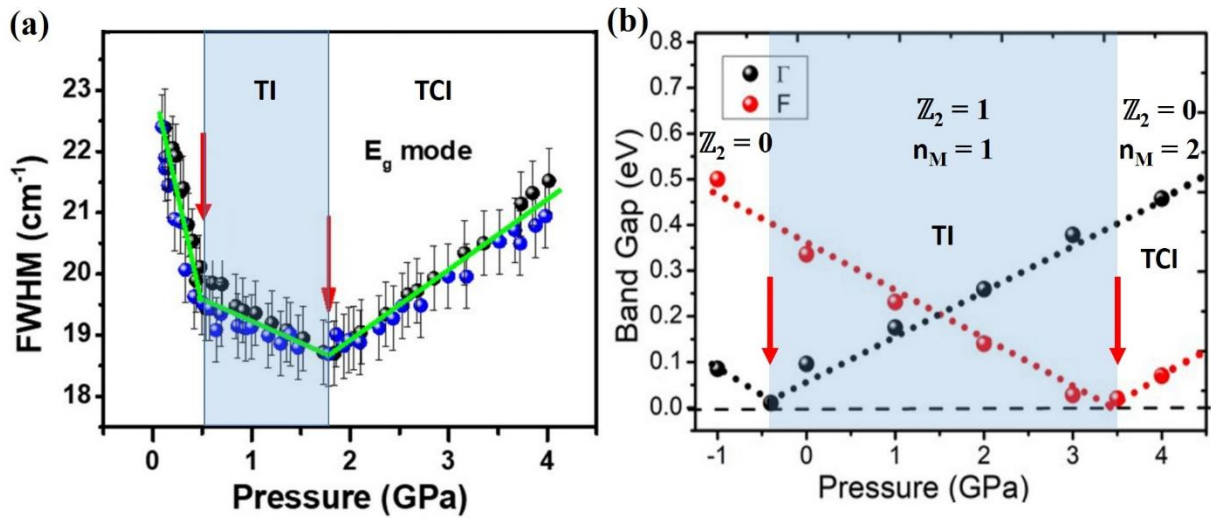 (a)
FWHM (cm⁻¹)
23
22
21
20
19
18
TI
TCI
E_g mode
0 1 2 3 4
Pressure (GPa)
(b)
Band Gap (eV)
0.8
0.7
0.6
0.5
0.4
0.3
0.2
0.1
0.0
Γ
F
ℤ₂ = 0
ℤ₂ = 1
n_M = 1
ℤ₂ = 0
n_M = 2
TI
TCI
-1 0 1 2 3 4
Pressure (GPa)